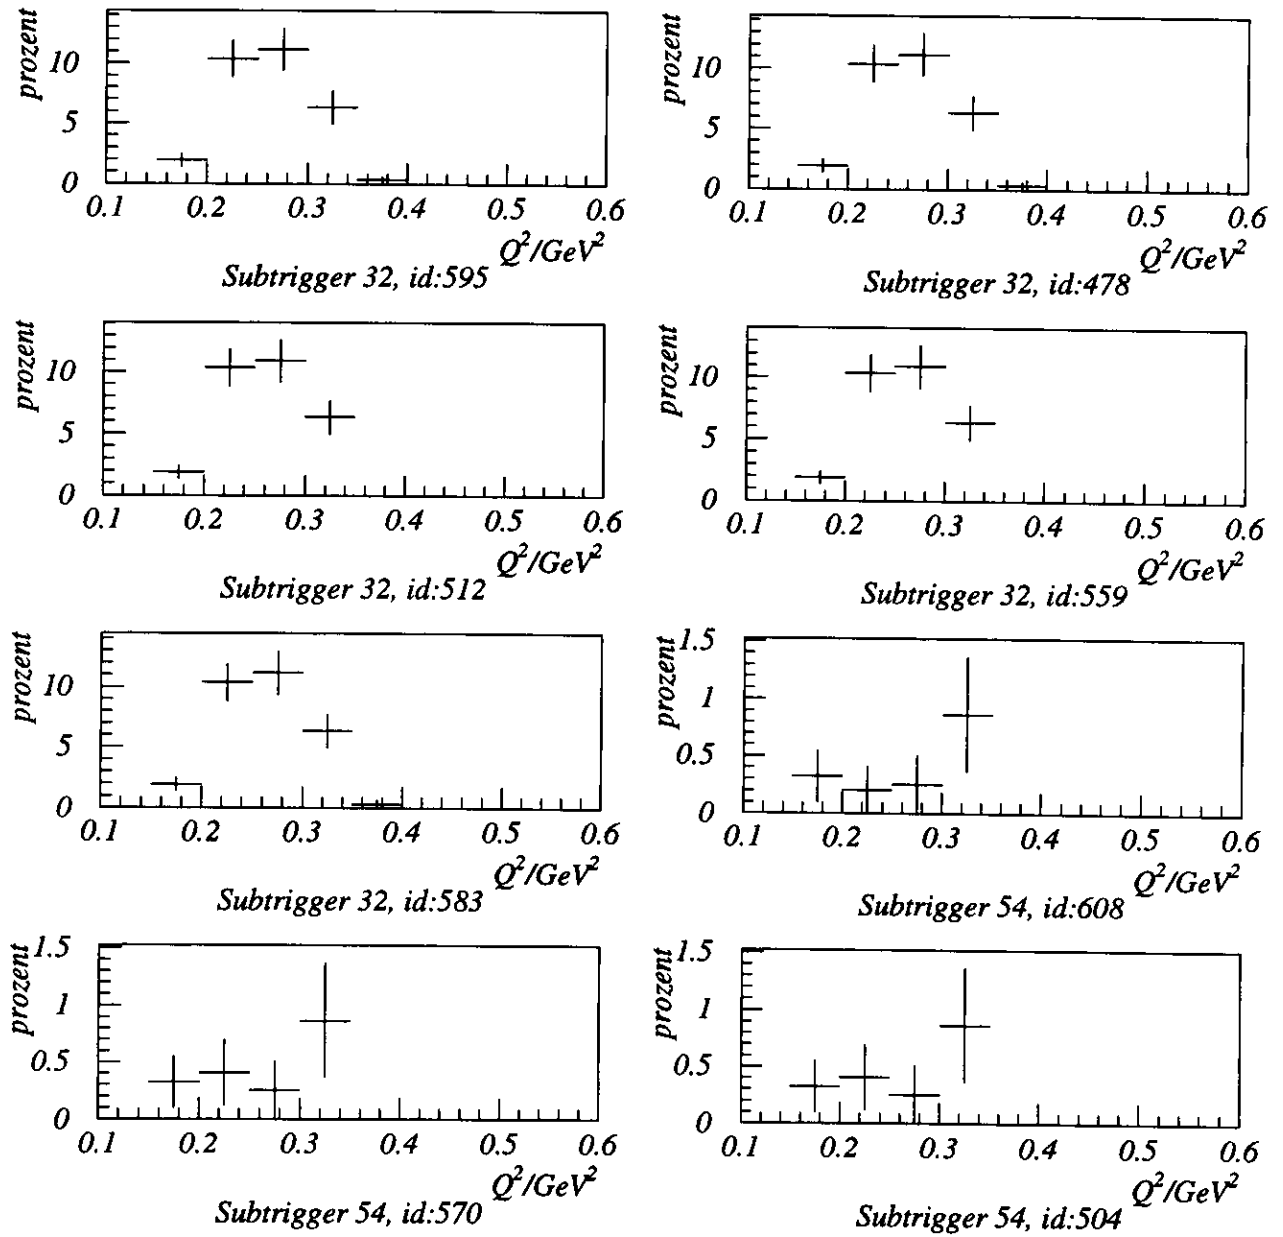 prozent
10
5
0
0.1 0.2 0.3 0.4 0.5 0.6
Q²/GeV²
Subtrigger 32, id:595
prozent
10
5
0
0.1 0.2 0.3 0.4 0.5 0.6
Q²/GeV²
Subtrigger 32, id:478
prozent
10
5
0
0.1 0.2 0.3 0.4 0.5 0.6
Q²/GeV²
Subtrigger 32, id:512
prozent
10
5
0
0.1 0.2 0.3 0.4 0.5 0.6
Q²/GeV²
Subtrigger 32, id:559
prozent
10
5
0
0.1 0.2 0.3 0.4 0.5 0.6
Q²/GeV²
Subtrigger 32, id:583
prozent
1.5
1
0.5
0
0.1 0.2 0.3 0.4 0.5 0.6
Q²/GeV²
Subtrigger 54, id:608
prozent
1.5
1
0.5
0
0.1 0.2 0.3 0.4 0.5 0.6
Q²/GeV²
Subtrigger 54, id:570
prozent
1.5
1
0.5
0
0.1 0.2 0.3 0.4 0.5 0.6
Q²/GeV²
Subtrigger 54, id:504